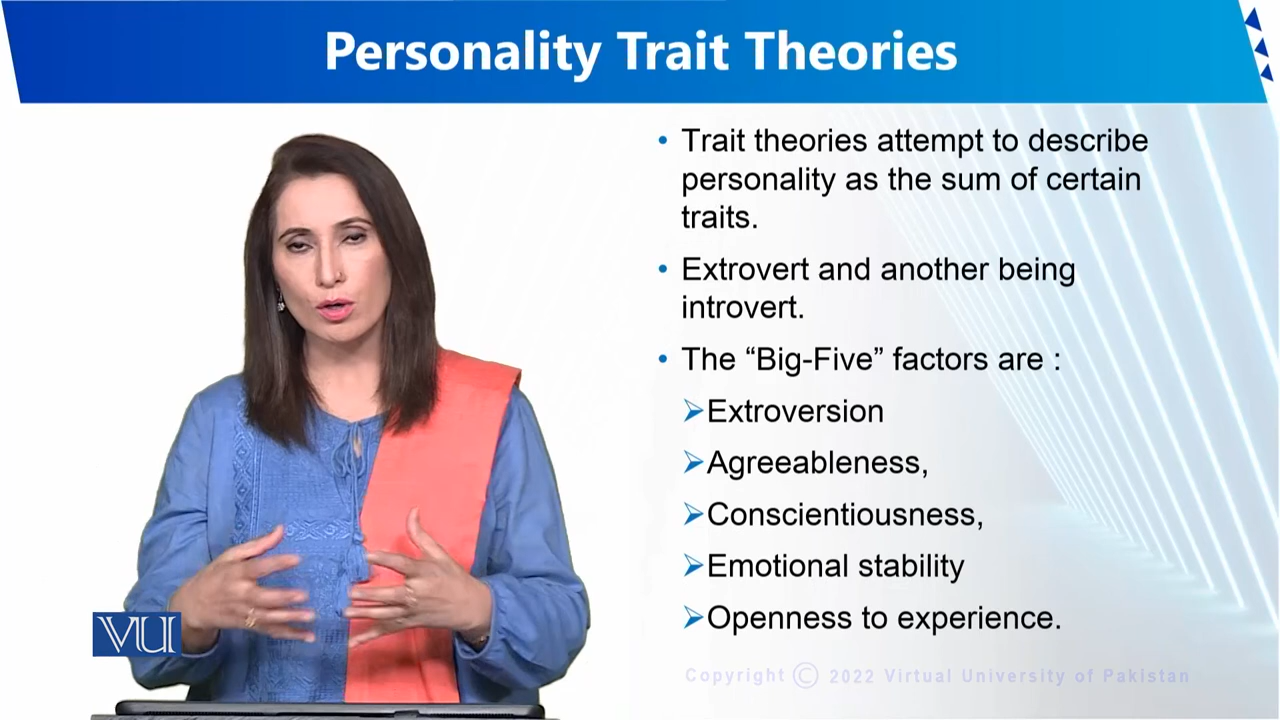 Personality Trait Theories
• Trait theories attempt to describe
personality as the sum of certain
traits.
• Extrovert and another being
introvert.
• The “Big-Five” factors are :
➢Extroversion
➢Agreeableness,
➢Conscientiousness,
➢Emotional stability
➢Openness to experience.
VU
Copyright © 2022 Virtual University of Pakistan